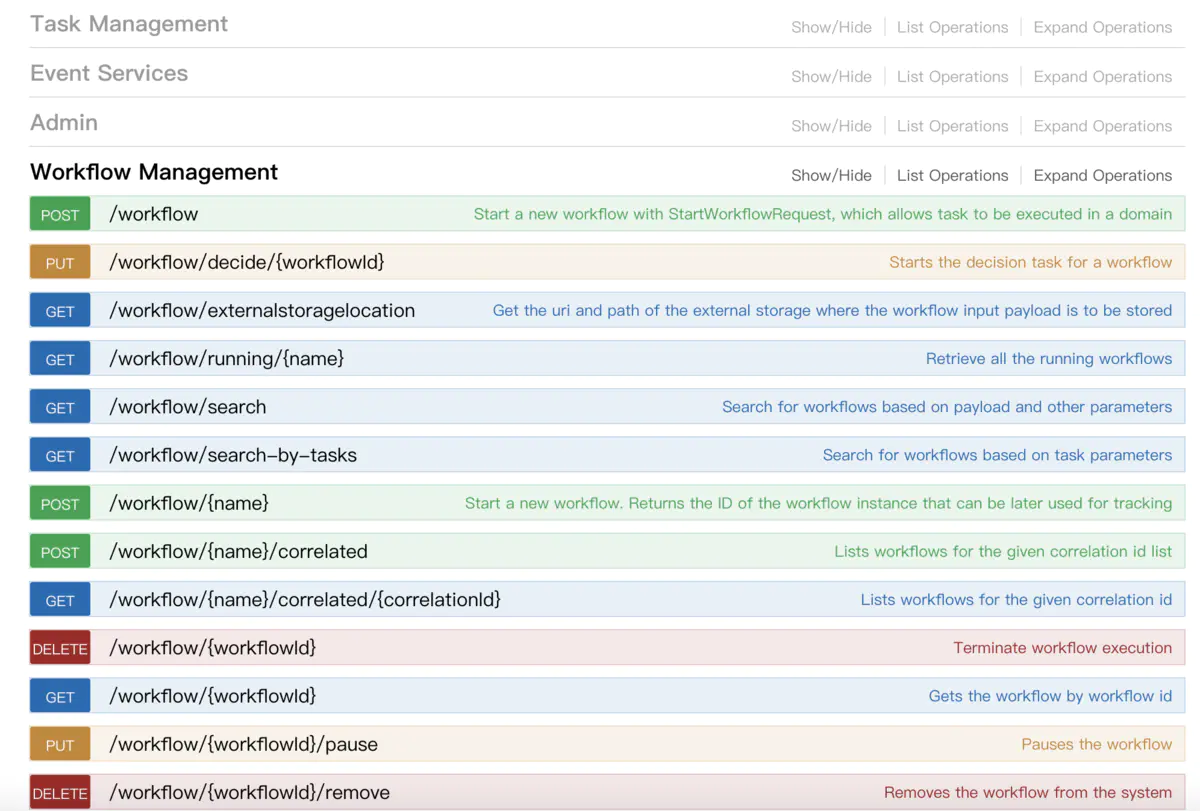 Task Management Show/Hide List Operations Expand Operations
Event Services Show/Hide List Operations Expand Operations
Admin Show/Hide List Operations Expand Operations
Workflow Management Show/Hide List Operations Expand Operations
POST /workflow Start a new workflow with StartWorkflowRequest, which allows task to be executed in a domain
PUT /workflow/decide/{workflowId} Starts the decision task for a workflow
GET /workflow/externalstoragelocation Get the uri and path of the external storage where the workflow input payload is to be stored
GET /workflow/running/{name} Retrieve all the running workflows
GET /workflow/search Search for workflows based on payload and other parameters
GET /workflow/search-by-tasks Search for workflows based on task parameters
POST /workflow/{name} Start a new workflow. Returns the ID of the workflow instance that can be later used for tracking
POST /workflow/{name}/correlated Lists workflows for the given correlation id list
GET /workflow/{name}/correlated/{correlationId} Lists workflows for the given correlation id
DELETE /workflow/{workflowId} Terminate workflow execution
GET /workflow/{workflowId} Gets the workflow by workflow id
PUT /workflow/{workflowId}/pause Pauses the workflow
DELETE /workflow/{workflowId}/remove Removes the workflow from the system